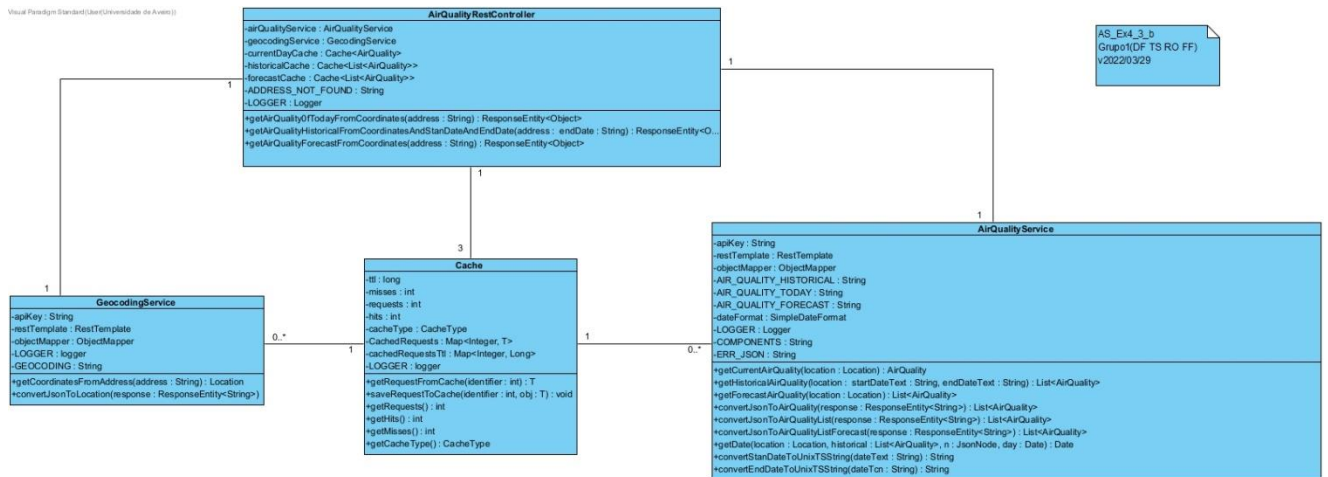 Visual Paradigm Standard(User(Universidade de Aveiro))
AirQualityRestController
-airQualityService : AirQualityService
-geocodingService : GecodingService
-currentDayCache : Cache<AirQuality>
-historicalCache : Cache<List<AirQuality>>
-forecastCache : Cache<List<AirQuality>>
-ADDRESS_NOT_FOUND : String
-LOGGER : Logger
+getAirQualityOfTodayFromCoordinates(address : String) : ResponseEntity<Object>
+getAirQualityHistoricalFromCoordinatesAndStanDateAndEndDate(address : endDate : String) : ResponseEntity<O...
+getAirQualityForecastFromCoordinates(address : String) : ResponseEntity<Object>
AS_Ex4_3_b
Grupo1(DF TS RO FF)
v2022/03/29
1
1
1
1
3
1
GeocodingService
-apiKey : String
-restTemplate : RestTemplate
-objectMapper : ObjectMapper
-LOGGER : logger
-GEOCODING : String
+getCoordinatesFromAddress(address : String) : Location
+convertJsonToLocation(response : ResponseEntity<String>)
0..*
1
Cache
-ttl : long
-misses : int
-requests : int
-hits : int
-cacheType : CacheType
-CachedRequests : Map<Integer, T>
-cachedRequestsTtl : Map<Integer, Long>
-LOGGER : logger
+getRequestFromCache(identifier : int) : T
+saveRequestToCache(identifier : int, obj : T) : void
+getRequests() : int
+getHits() : int
+getMisses() : int
+getCacheType() : CacheType
1
0..*
AirQualityService
-apiKey : String
-restTemplate : RestTemplate
-objectMapper : ObjectMapper
-AIR_QUALITY_HISTORICAL : String
-AIR_QUALITY_TODAY : String
-AIR_QUALITY_FORECAST : String
-dateFormat : SimpleDateFormat
-LOGGER : Logger
-COMPONENTS : String
-ERR_JSON : String
+getCurrentAirQuality(location : Location) : AirQuality
+getHistoricalAirQuality(location : startDateText : String, endDateText : String) : List<AirQuality>
+getForecastAirQuality(location : Location) : List<AirQuality>
+convertJsonToAirQuality(response : ResponseEntity<String>) : List<AirQuality>
+convertJsonToAirQualityList(response : ResponseEntity<String>) : List<AirQuality>
+convertJsonToAirQualityListForecast(response : ResponseEntity<String>) : List<AirQuality>
+getDate(location : Location, historical : List<AirQuality>, n : JsonNode, day : Date) : Date
+convertStanDateToUnixTSString(dateText : String) : String
+convertEndDateToUnixTSString(dateTcn : String) : String